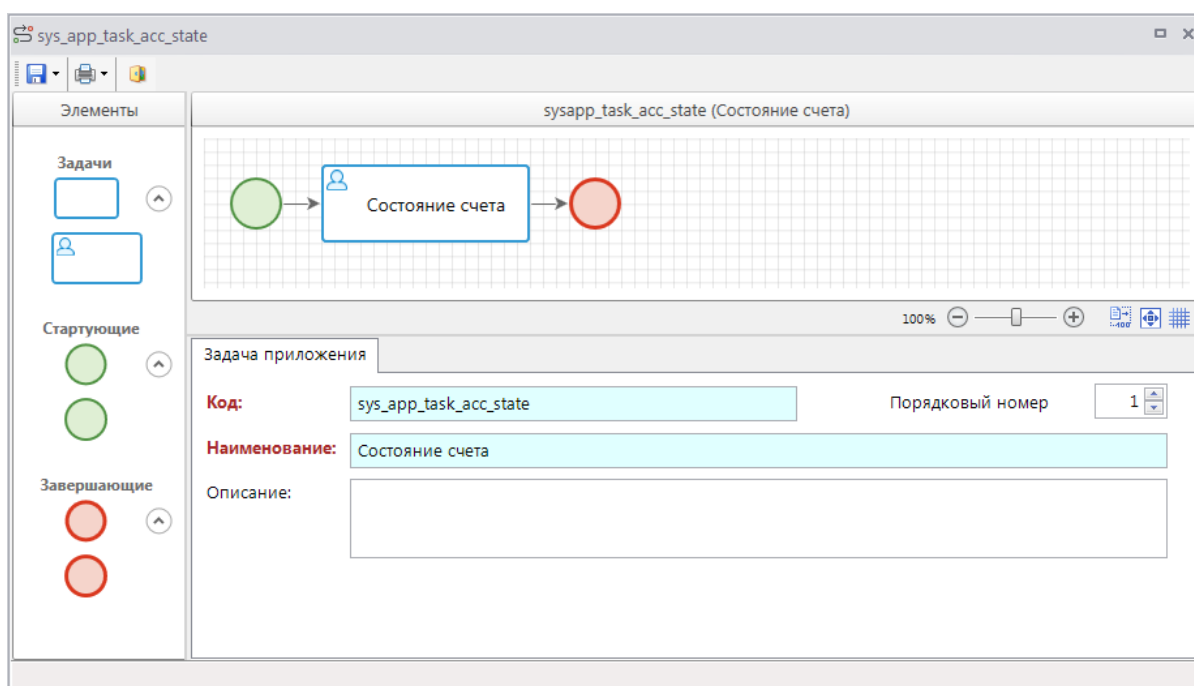 sys_app_task_acc_state
Элементы
sysapp_task_acc_state (Состояние счета)
Задачи
Состояние счета
Стартующие
100%
Задача приложения
Код:
sys_app_task_acc_state
Порядковый номер
1
Наименование:
Состояние счета
Завершающие
Описание: